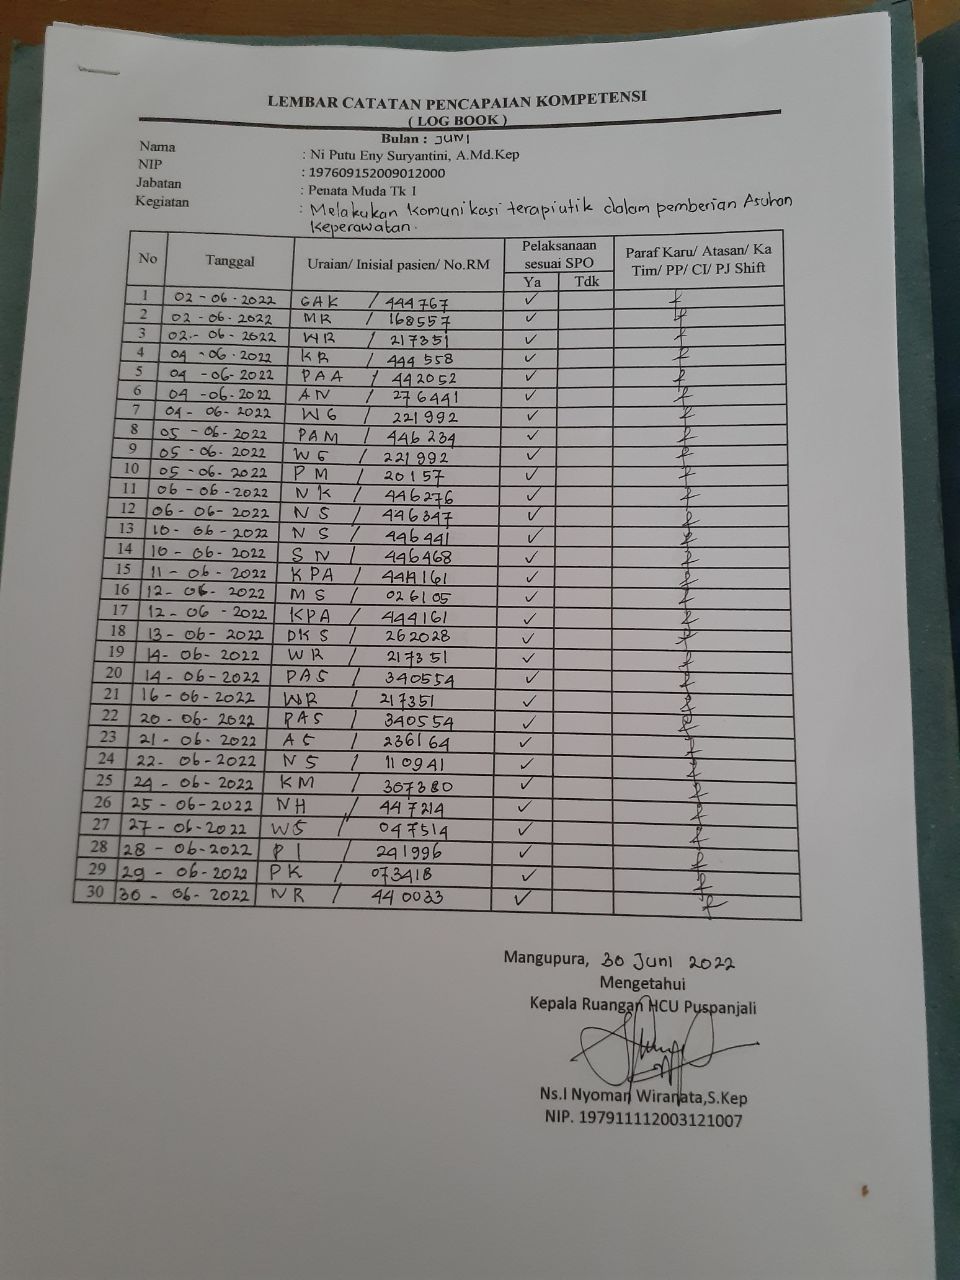 LEMBAR CATATAN PENCAPAIAN KOMPETENSI
( LOG BOOK )
Bulan : JUNI
Nama : Ni Putu Eny Suryantini, A.Md.Kep
NIP : 197609152009012000
Jabatan : Penata Muda Tk 1
Kegiatan : Melakukan Komunikasi terapiutik dalam pemberian Asuhan
Keperawatan.
No Tanggal Uraian/ Inisial pasien/ No.RM Pelaksanaan sesuai SPO Paraf Karu/ Atasan/ Ka Tim/ PP/ CI/ PJ Shift
Ya Tdk
1 02 - 06 - 2022 GAK / 444767 ✓
2 02 - 06 - 2022 MR / 168557 ✓
3 02 - 06 - 2022 WR / 217351 ✓
4 04 - 06 - 2022 KR / 444558 ✓
5 04 - 06 - 2022 PAA / 442052 ✓
6 04 - 06 - 2022 AN / 276441 ✓
7 04 - 06 - 2022 WG / 221992 ✓
8 05 - 06 - 2022 PAM / 446234 ✓
9 05 - 06 - 2022 WG / 221992 ✓
10 05 - 06 - 2022 PM / 20157 ✓
11 06 - 06 - 2022 NK / 446276 ✓
12 06 - 06 - 2022 NS / 446347 ✓
13 10 - 06 - 2022 NS / 446441 ✓
14 10 - 06 - 2022 SN / 446468 ✓
15 11 - 06 - 2022 KPA / 444161 ✓
16 12 - 06 - 2022 MS / 026105 ✓
17 12 - 06 - 2022 KPA / 444161 ✓
18 13 - 06 - 2022 DKS / 262028 ✓
19 14 - 06 - 2022 WR / 217351 ✓
20 14 - 06 - 2022 PAS / 340554 ✓
21 16 - 06 - 2022 WR / 217351 ✓
22 20 - 06 - 2022 PAS / 340554 ✓
23 21 - 06 - 2022 AS / 236164 ✓
24 22 - 06 - 2022 NS / 110941 ✓
25 24 - 06 - 2022 KM / 307380 ✓
26 25 - 06 - 2022 NH / 447214 ✓
27 27 - 06 - 2022 WS / 047514 ✓
28 28 - 06 - 2022 PI / 241996 ✓
29 29 - 06 - 2022 PK / 073418 ✓
30 30 - 06 - 2022 NR / 440033 ✓
Mangupura, 30 Juni 2022
Mengetahui
Kepala Ruangan HCU Puspanjali
Ns.I Nyoman Wiranata,S.Kep
NIP. 197911112003121007